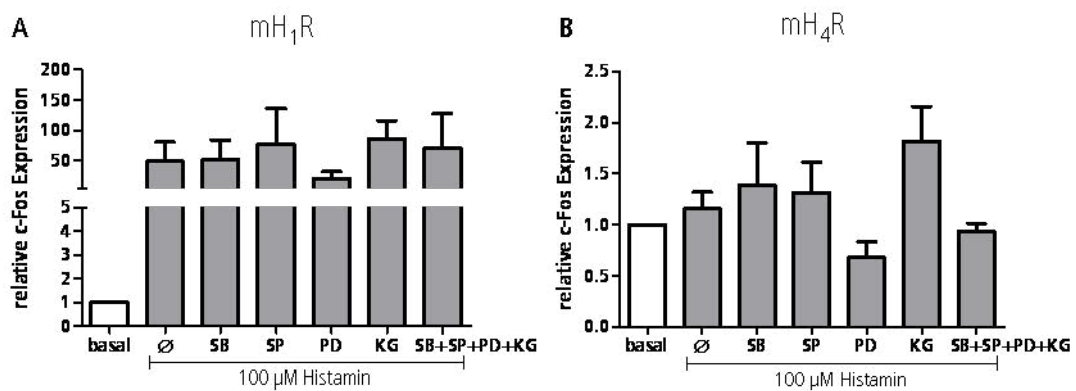 A
mH1R
relative c-Fos Expression
200
150
100
50
5
4
3
2
1
0
basal ∅ SB SP PD KG SB+SP+PD+KG
100 µM Histamin
B
mH4R
relative c-Fos Expression
2.5
2.0
1.5
1.0
0.5
0.0
basal ∅ SB SP PD KG SB+SP+PD+KG
100 µM Histamin